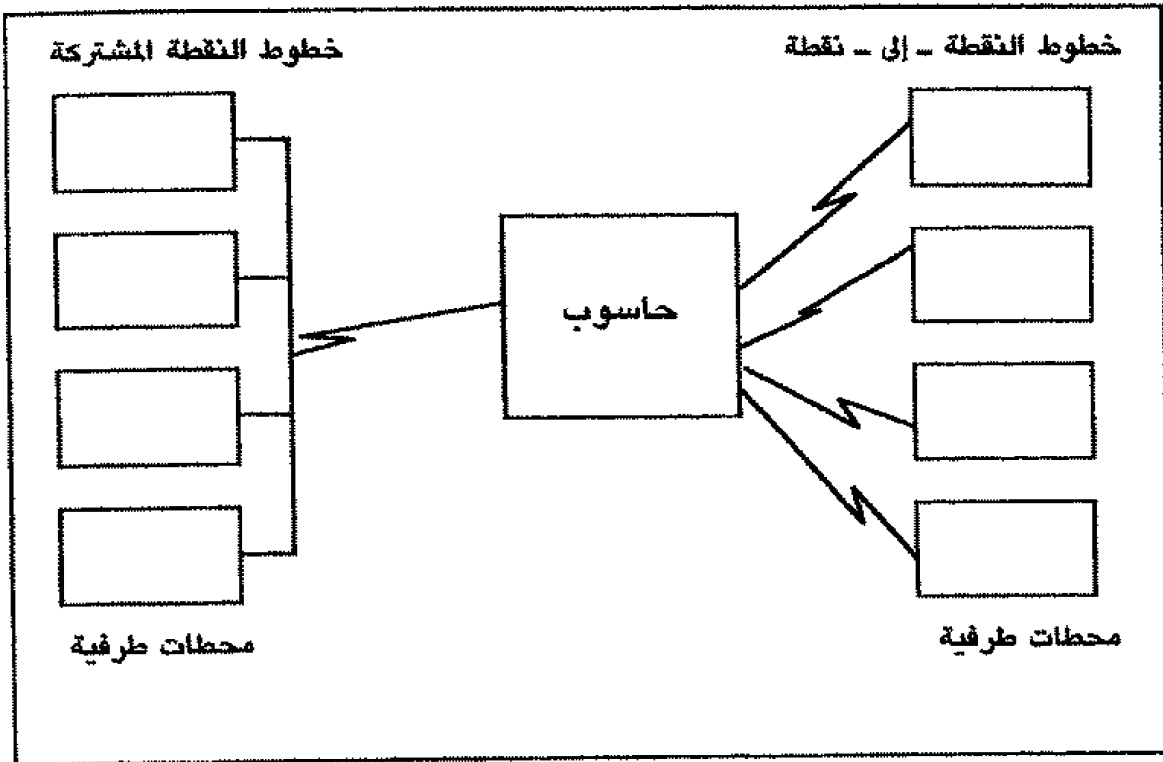 خطوط النقطة - إلى - نقطة
خطوط النقطة المشتركة
حاسوب
محطات طرفية
محطات طرفية